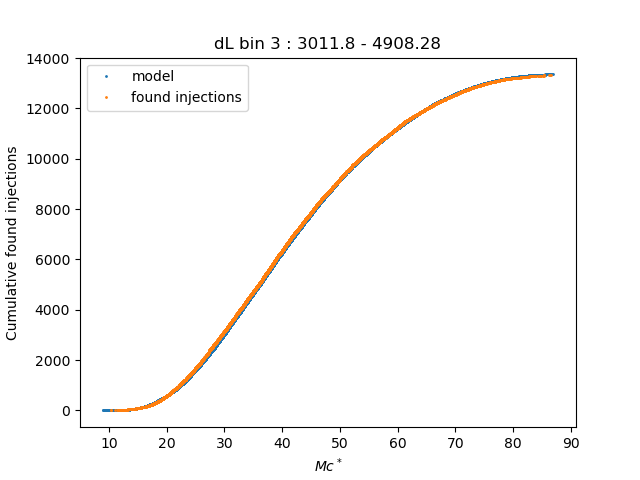 dL bin 3 : 3011.8 - 4908.28
model
found injections
Cumulative found injections
14000
12000
10000
8000
6000
4000
2000
0
10 20 30 40 50 60 70 80 90
Mc*